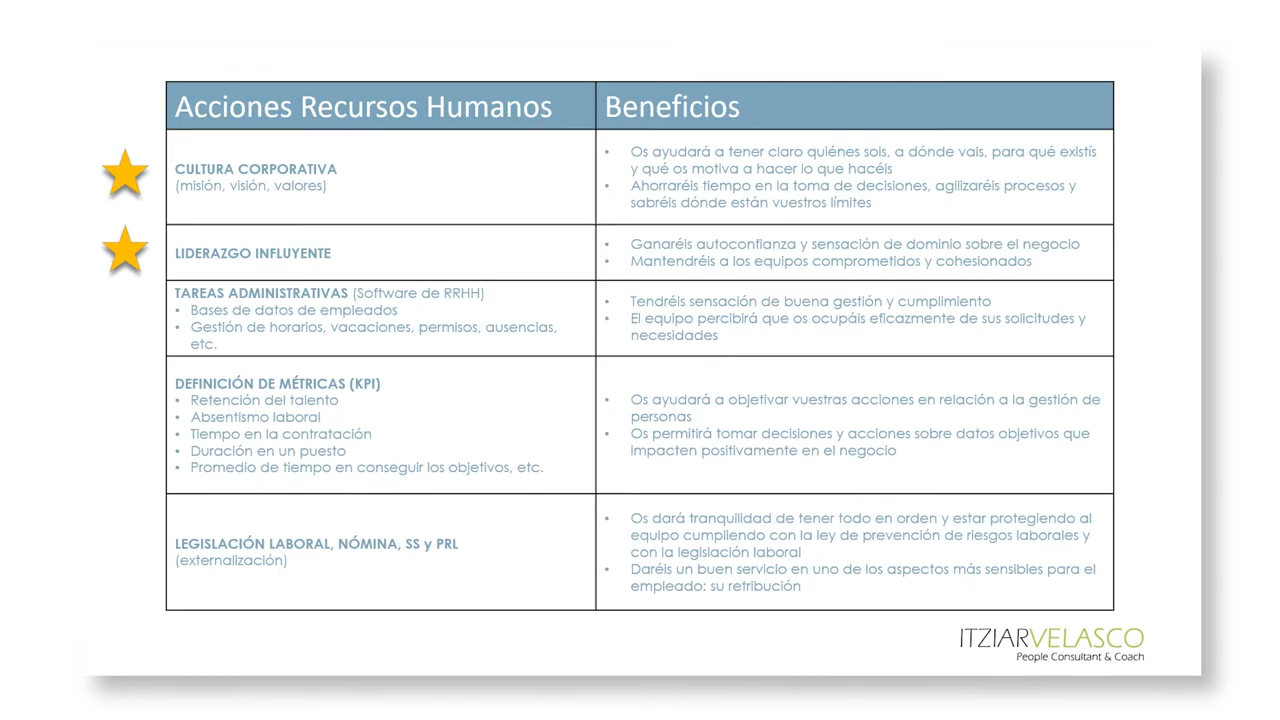 Acciones Recursos Humanos
Beneficios
CULTURA CORPORATIVA
(misión, visión, valores)
• Os ayudará a tener claro quiénes sois, a dónde vais, para qué existís
y qué os motiva a hacer lo que hacéis
• Ahorraréis tiempo en la toma de decisiones, agilizaréis procesos y
sabréis dónde están vuestros límites
LIDERAZGO INFLUYENTE
• Ganaréis autoconfianza y sensación de dominio sobre el negocio
• Mantendréis a los equipos comprometidos y cohesionados
TAREAS ADMINISTRATIVAS (Software de RRHH)
• Bases de datos de empleados
• Gestión de horarios, vacaciones, permisos, ausencias,
etc.
• Tendréis sensación de buena gestión y cumplimiento
• El equipo percibirá que os ocupáis eficazmente de sus solicitudes y
necesidades
DEFINICIÓN DE MÉTRICAS (KPI)
• Retención del talento
• Absentismo laboral
• Tiempo en la contratación
• Duración en un puesto
• Promedio de tiempo en conseguir los objetivos, etc.
• Os ayudará a objetivar vuestras acciones en relación a la gestión de
personas
• Os permitirá tomar decisiones y acciones sobre datos objetivos que
impacten positivamente en el negocio
LEGISLACIÓN LABORAL, NÓMINA, SS y PRL
(externalización)
• Os dará tranquilidad de tener todo en orden y estar protegiendo al
equipo cumpliendo con la ley de prevención de riesgos laborales y
con la legislación laboral
• Daréis un buen servicio en uno de los aspectos más sensibles para el
empleado: su retribución
ITZIARVELASCO
People Consultant & Coach